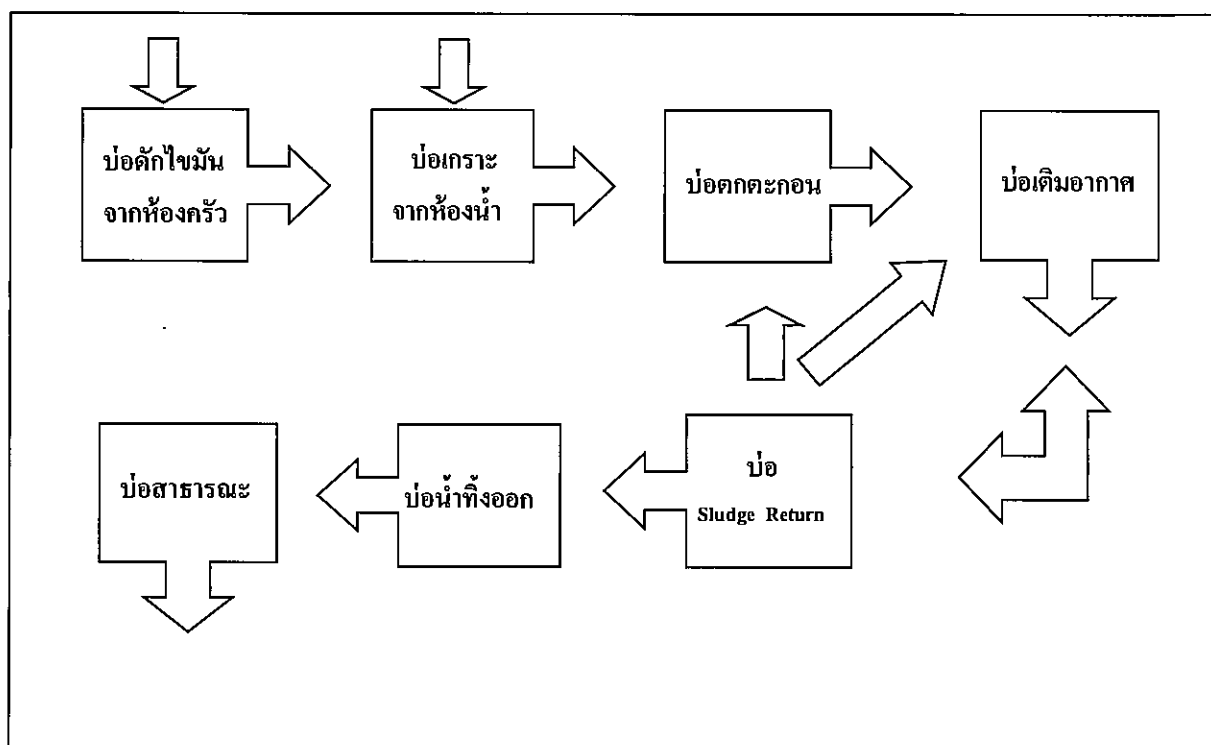 บ่อดักไขมัน
จากห้องครัว
บ่อเกราะ
จากห้องน้ำ
บ่อตกตะกอน
บ่อเติมอากาศ
บ่อสาธารณะ
บ่อน้ำทิ้งออก
บ่อ
Sludge Return